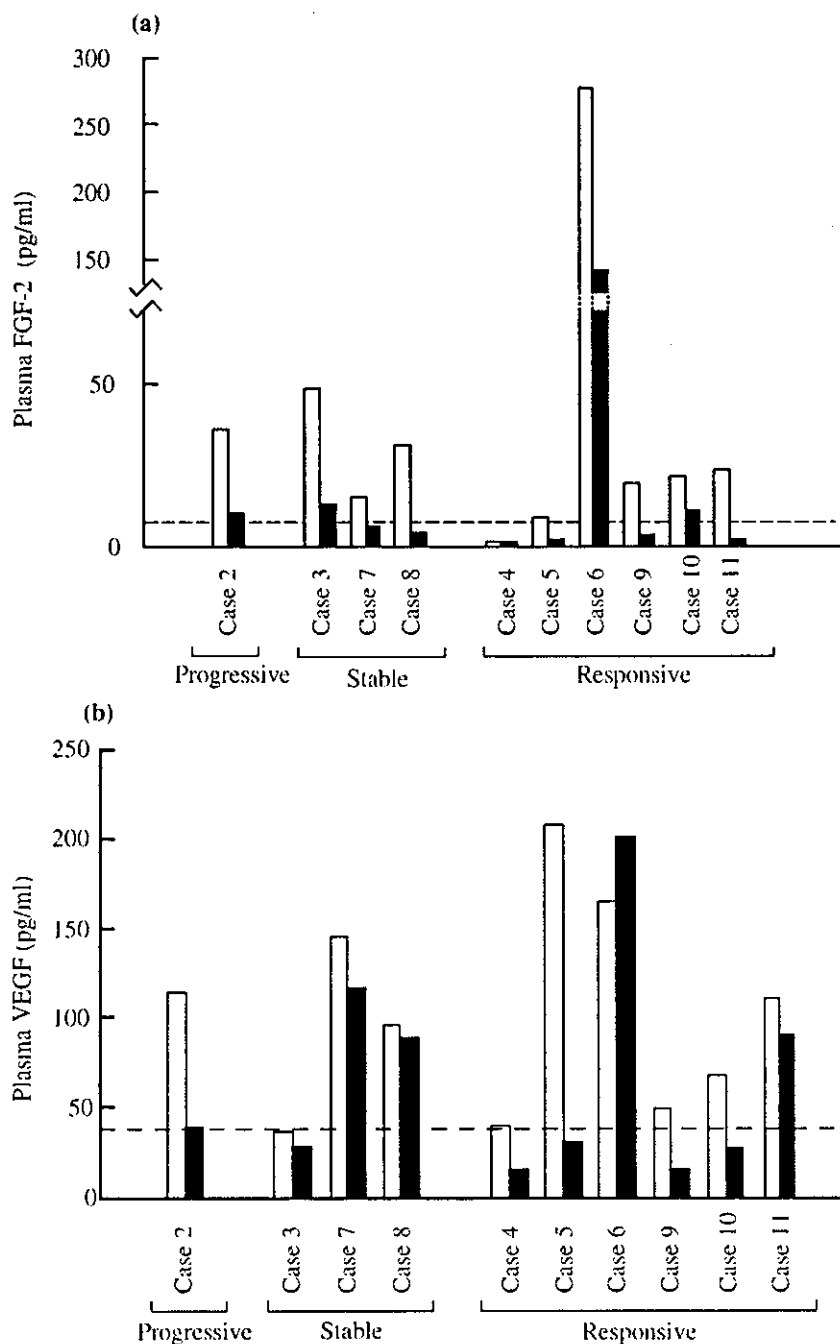 (a)
Plasma FGF-2 (pg/ml)
300
250
200
150
50
0
Case 2
Case 3
Case 7
Case 8
Case 4
Case 5
Case 6
Case 9
Case 10
Case 11
Progressive
Stable
Responsive
(b)
Plasma VEGF (pg/ml)
250
200
150
100
50
0
Case 2
Case 3
Case 7
Case 8
Case 4
Case 5
Case 6
Case 9
Case 10
Case 11
Progressive
Stable
Responsive